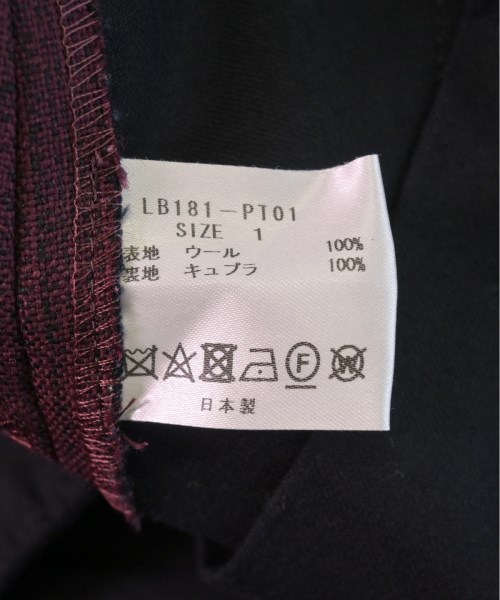 LB181-PT01
SIZE 1
表地 ウール 100%
裏地 キュプラ 100%
F W
日本製